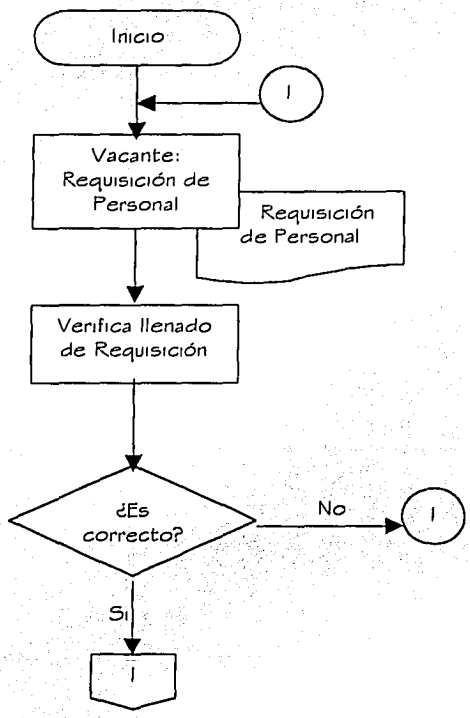 Inicio
1
Vacante:
Requisición de
Personal
Requisición
de Personal
Verifica llenado
de Requisición
¿Es
correcto?
No
1
Si
1